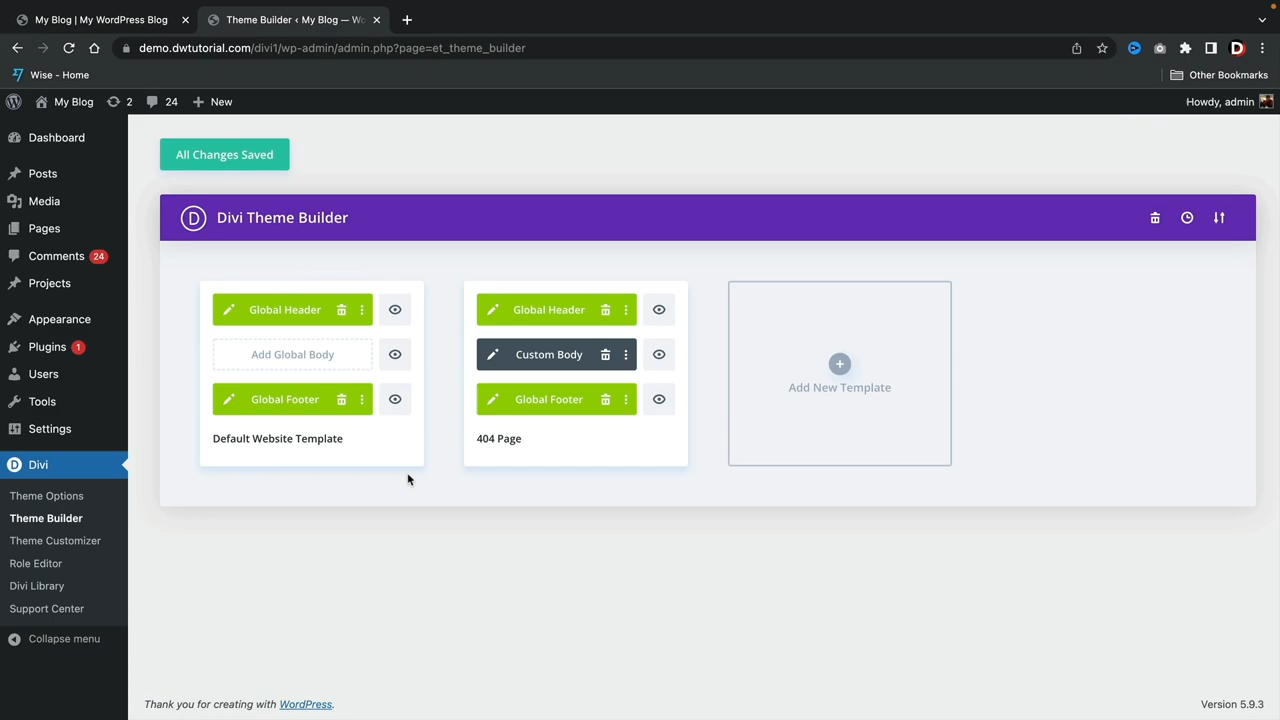 My Blog | My WordPress Blog
Theme Builder ‹ My Blog — Wo
demo.dwtutorial.com/divi1/wp-admin/admin.php?page=et_theme_builder
D
Wise - Home
Other Bookmarks
My Blog
2
24
New
Howdy, admin
Dashboard
Posts
Media
Pages
Comments 24
Projects
Appearance
Plugins 1
Users
Tools
Settings
D Divi
Theme Options
Theme Builder
Theme Customizer
Role Editor
Divi Library
Support Center
Collapse menu
All Changes Saved
D Divi Theme Builder
Global Header
Add Global Body
Global Footer
Default Website Template
Global Header
Custom Body
Global Footer
404 Page
Add New Template
Thank you for creating with WordPress.
Version 5.9.3